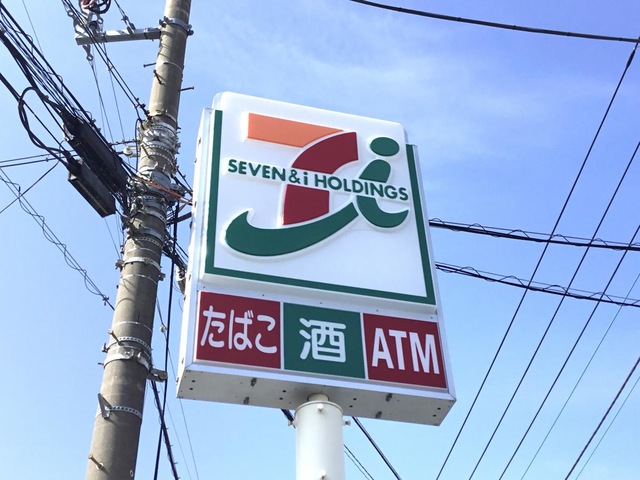 SEVEN & i HOLDINGS
たばこ 酒 ATM